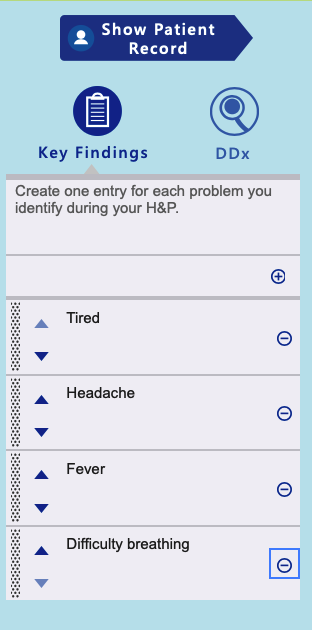 Show Patient
Record
Key Findings
DDx
Create one entry for each problem you
identify during your H&P.
Tired
Headache
Fever
Difficulty breathing